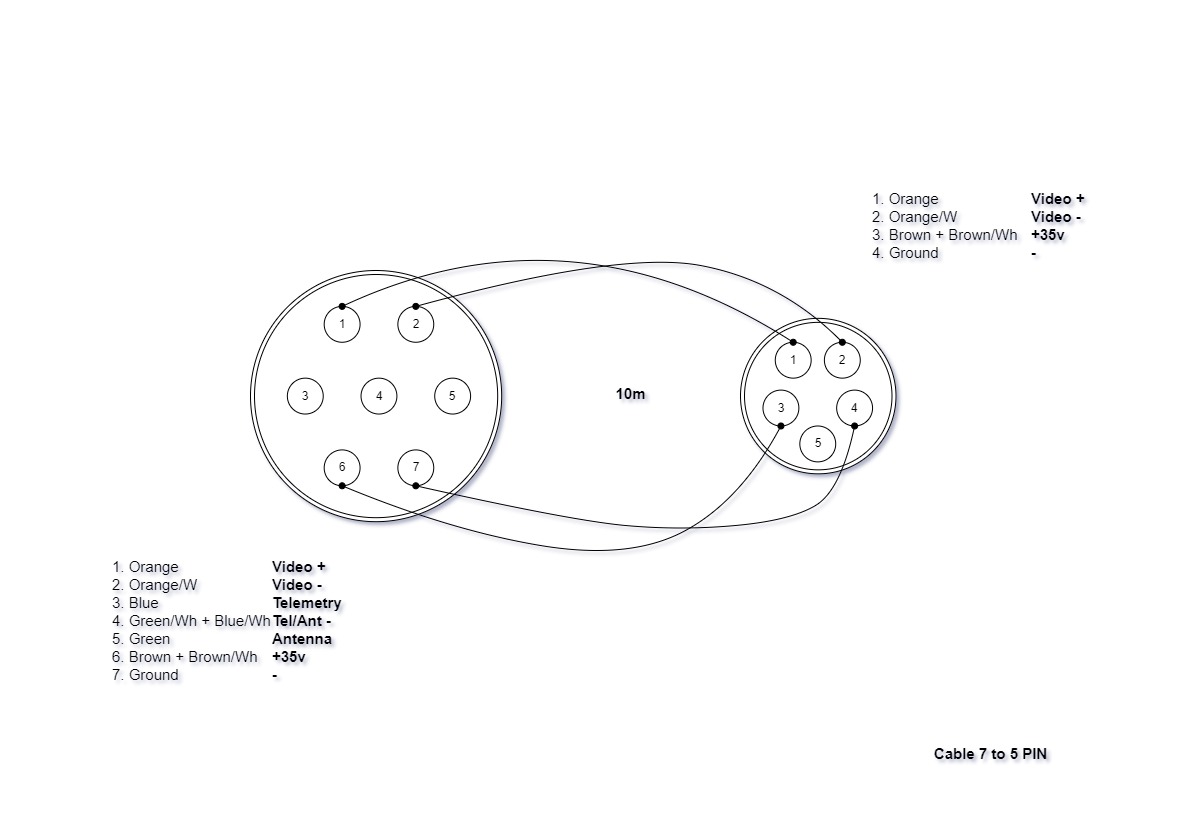 1. Orange Video +
2. Orange/W Video -
3. Brown + Brown/Wh +35v
4. Ground -
1 2
1 2
3 4 5
10m
3 4
5
6 7
1. Orange Video +
2. Orange/W Video -
3. Blue Telemetry
4. Green/Wh + Blue/Wh Tel/Ant -
5. Green Antenna
6. Brown + Brown/Wh +35v
7. Ground -
Cable 7 to 5 PIN